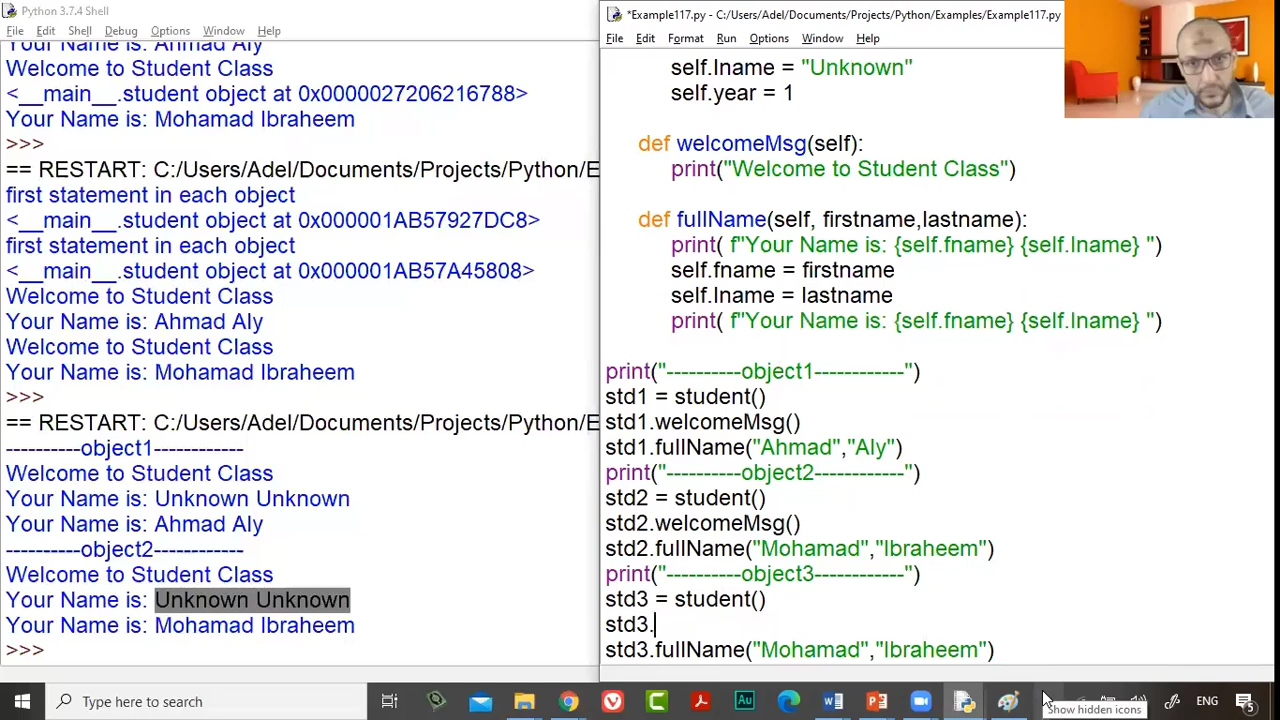 Python 3.7.4 Shell
File Edit Shell Debug Options Window Help
Your Name is: Ahmad Aly
Welcome to Student Class
<__main__.student object at 0x0000027206216788>
Your Name is: Mohamad Ibraheem
>>>
== RESTART: C:/Users/Adel/Documents/Projects/Python/E
first statement in each object
<__main__.student object at 0x000001AB57927DC8>
first statement in each object
<__main__.student object at 0x000001AB57A45808>
Welcome to Student Class
Your Name is: Ahmad Aly
Welcome to Student Class
Your Name is: Mohamad Ibraheem
>>>
== RESTART: C:/Users/Adel/Documents/Projects/Python/E
----------object1------------
Welcome to Student Class
Your Name is: Unknown Unknown
Your Name is: Ahmad Aly
----------object2------------
Welcome to Student Class
Your Name is: Unknown Unknown
Your Name is: Mohamad Ibraheem
>>>
*Example117.py - C:/Users/Adel/Documents/Projects/Python/Examples/Example117.py
File Edit Format Run Options Window Help
self.lname = "Unknown"
self.year = 1
def welcomeMsg(self):
print("Welcome to Student Class")
def fullName(self, firstname,lastname):
print( f"Your Name is: {self.fname} {self.lname} ")
self.fname = firstname
self.lname = lastname
print( f"Your Name is: {self.fname} {self.lname} ")
print("----------object1------------")
std1 = student()
std1.welcomeMsg()
std1.fullName("Ahmad","Aly")
print("----------object2------------")
std2 = student()
std2.welcomeMsg()
std2.fullName("Mohamad","Ibraheem")
print("----------object3------------")
std3 = student()
std3.
std3.fullName("Mohamad","Ibraheem")
Type here to search
Au
ENG
5
Show hidden icons